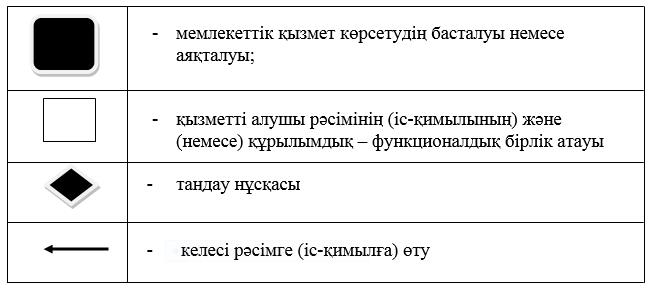 - мемлекеттік қызмет көрсетудің басталуы немесе
аяқталуы;
- қызметті алушы рәсімінің (іс-қимылының) және
(немесе) құрылымдық – функционалдық бірлік атауы
- таңдау нұсқасы
- келесі рәсімге (іс-қимылға) өту